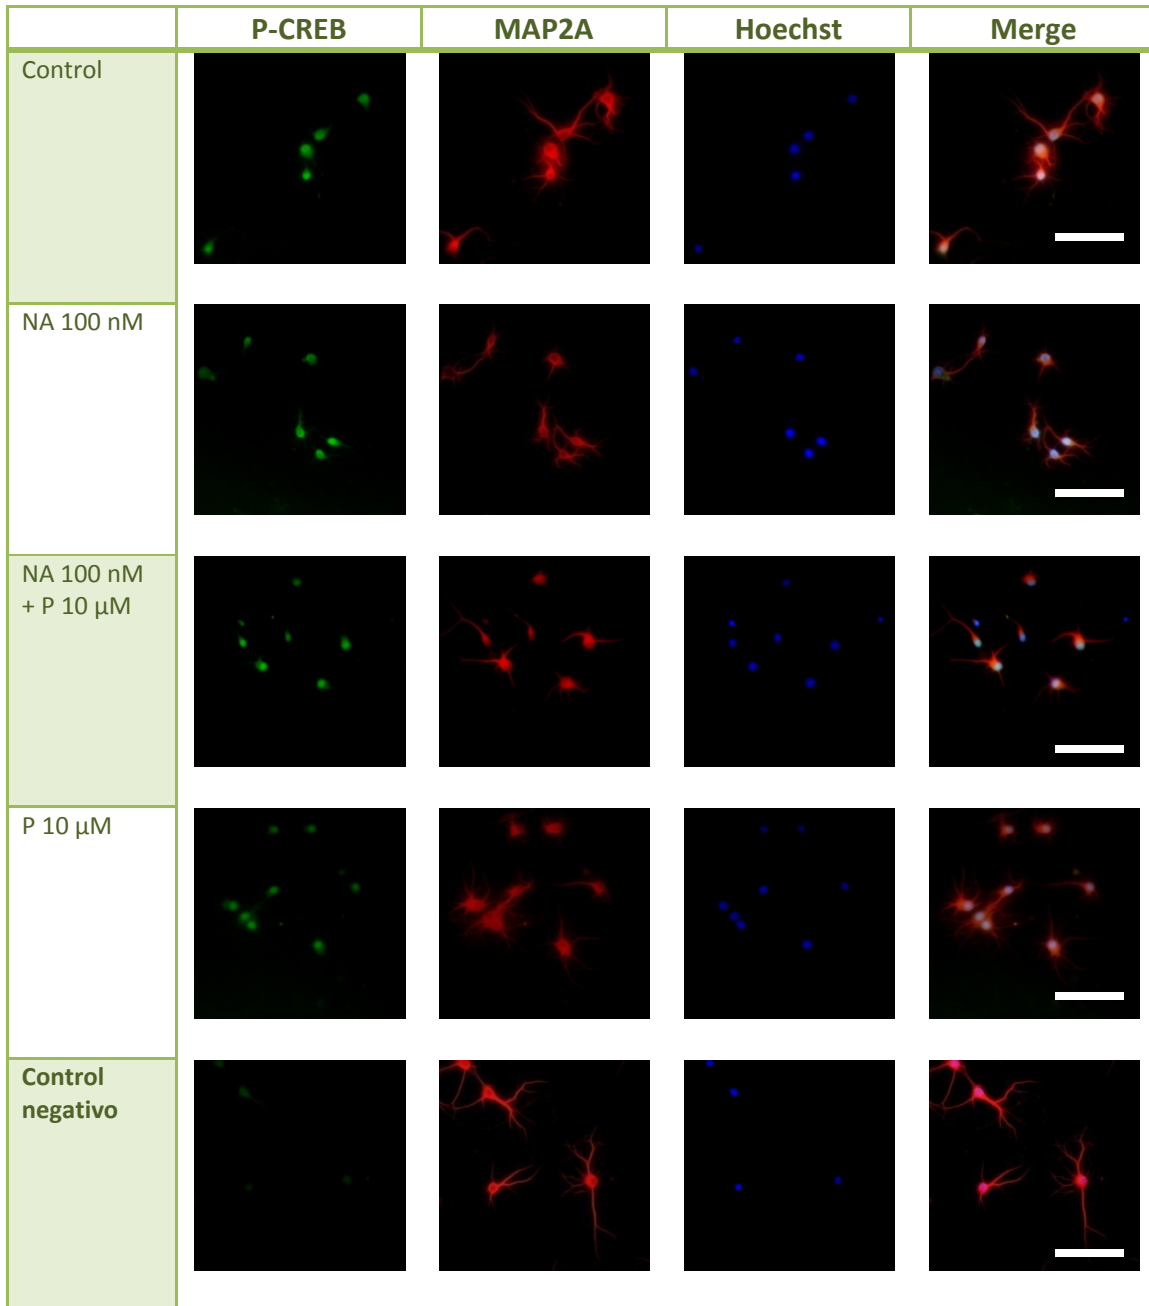 P-CREB MAP2A Hoechst Merge
Control
NA 100 nM
NA 100 nM
+ P 10 µM
P 10 µM
Control
negativo